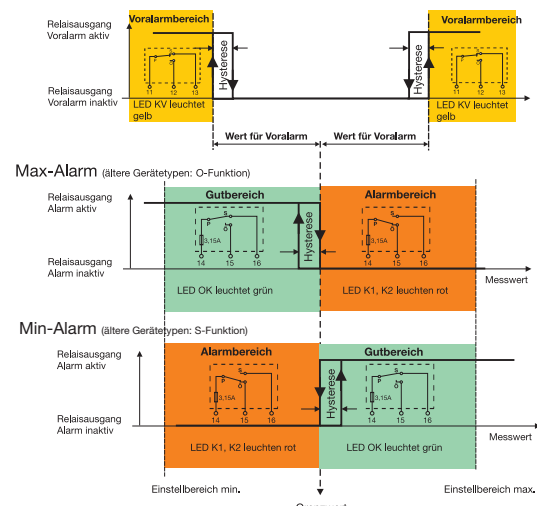 Voralarmbereich
Voralarmbereich
Relaisausgang
Voralarm aktiv
Hysterese
Hysterese
P S Ö
P S Ö
11 12 13
11 12 13
Relaisausgang
Voralarm inaktiv
LED KV leuchtet
gelb
LED KV leuchtet
gelb
Wert für Voralarm
Wert für Voralarm
Max-Alarm (ältere Gerätetypen: O-Funktion)
Gutbereich
Alarmbereich
Relaisausgang
Alarm aktiv
P S Ö
3,15A
14 15 16
Hysterese
P S Ö
3,15A
14 15 16
Relaisausgang
Alarm inaktiv
Messwert
LED OK leuchtet grün
LED K1, K2 leuchten rot
Min-Alarm (ältere Gerätetypen: S-Funktion)
Alarmbereich
Gutbereich
Relaisausgang
Alarm aktiv
P S Ö
3,15A
14 15 16
Hysterese
P S Ö
3,15A
14 15 16
Relaisausgang
Alarm inaktiv
Messwert
LED K1, K2 leuchten rot
LED OK leuchtet grün
Einstellbereich min.
Einstellbereich max.